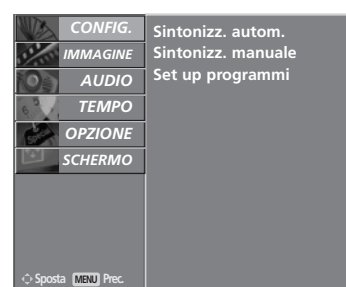 CONFIG.
IMMAGINE
AUDIO
TEMPO
OPZIONE
SCHERMO
Sintonizz. autom.
Sintonizz. manuale
Set up programmi
Sposta MENU Prec.